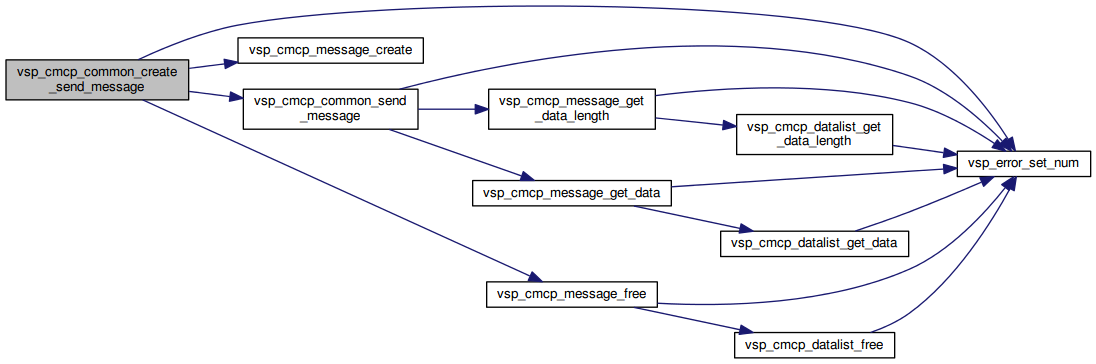 vsp_cmcp_common_create
_send_message
vsp_cmcp_message_create
vsp_cmcp_common_send
_message
vsp_cmcp_message_get
_data_length
vsp_cmcp_datalist_get
_data_length
vsp_error_set_num
vsp_cmcp_message_get_data
vsp_cmcp_datalist_get_data
vsp_cmcp_message_free
vsp_cmcp_datalist_free